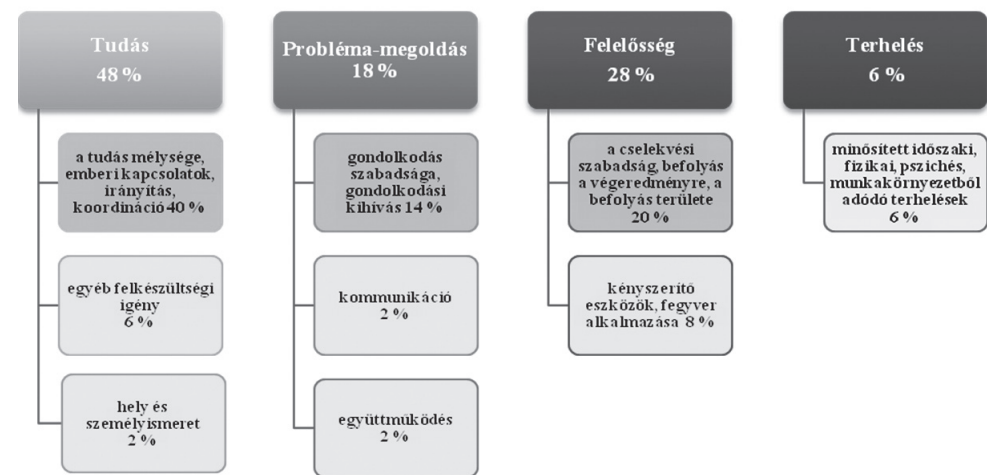 Tudás
48 %
a tudás mélysége,
emberi kapcsolatok,
irányítás,
koordináció 40 %
egyéb felkészültségi
igény
6 %
hely és
személyismeret
2 %
Probléma-megoldás
18 %
gondolkodás
szabadsága,
gondolkodási
kihívás 14 %
kommunikáció
2 %
együttműködés
2 %
Felelősség
28 %
a cselekvési
szabadság, befolyás
a végeredményre, a
befolyás területe
20 %
kényszerítő
eszközök, fegyver
alkalmazása 8 %
Terhelés
6 %
minősített időszaki,
fizikai, pszichés,
munkakörnyezetből
adódó terhelések
6 %